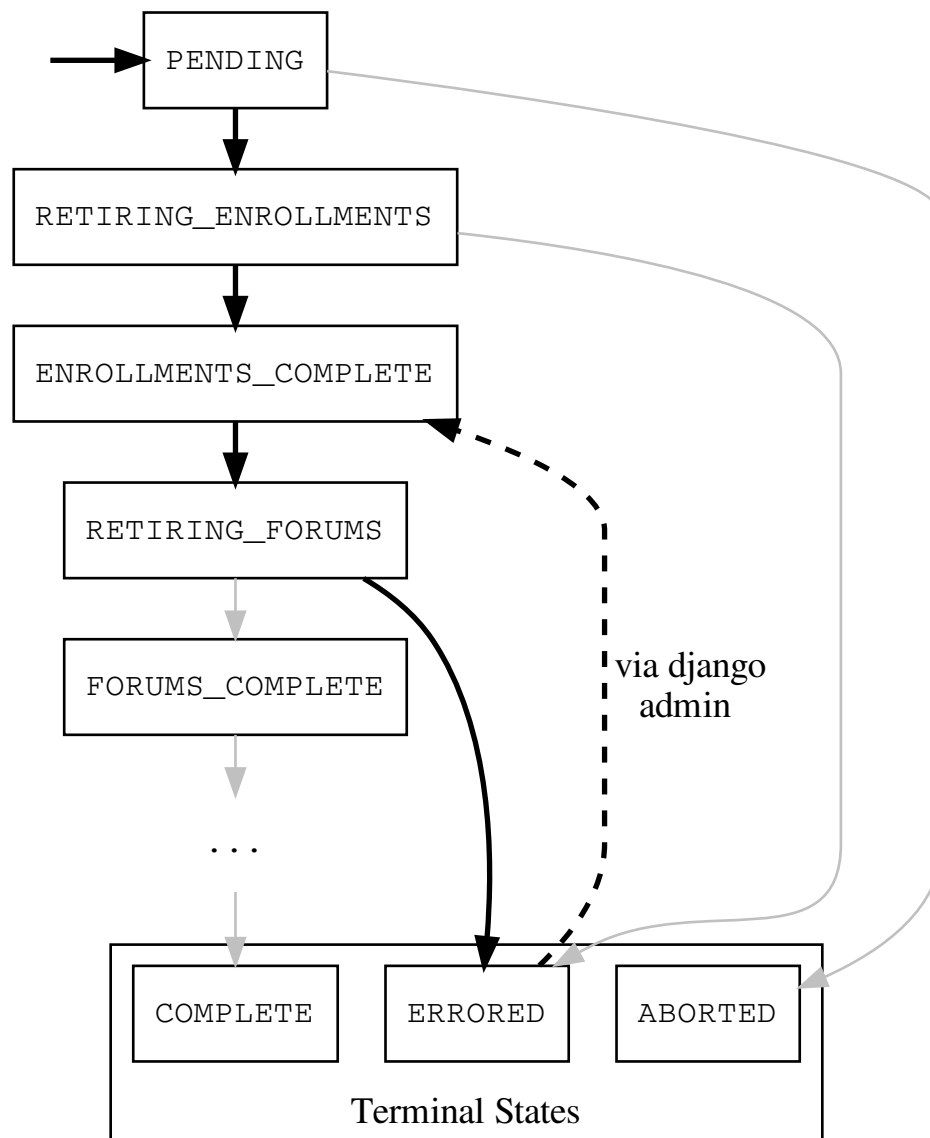 PENDING
RETIRING_ENROLLMENTS
ENROLLMENTS_COMPLETE
RETIRING_FORUMS
FORUMS_COMPLETE
via django
admin
...
COMPLETE
ERRORED
ABORTED
Terminal States